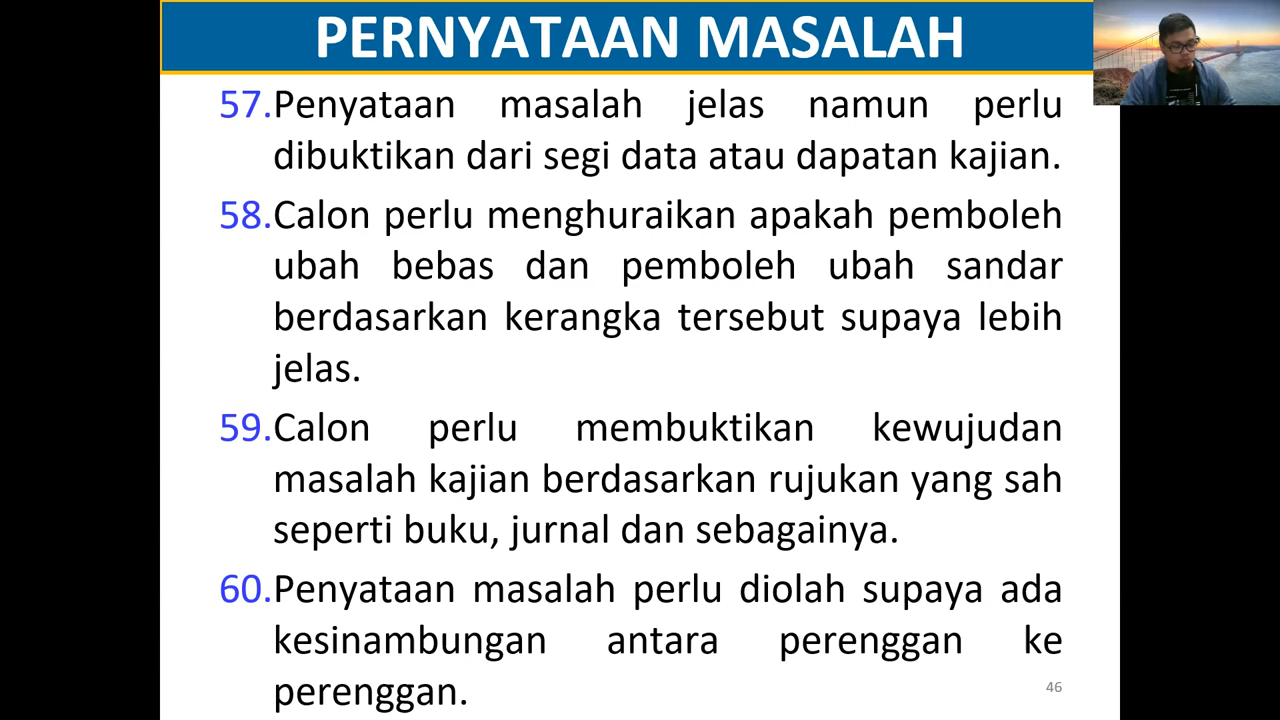 PERNYATAAN MASALAH
57.Penyataan masalah jelas namun perlu
dibuktikan dari segi data atau dapatan kajian.
58.Calon perlu menghuraikan apakah pemboleh
ubah bebas dan pemboleh ubah sandar
berdasarkan kerangka tersebut supaya lebih
jelas.
59.Calon perlu membuktikan kewujudan
masalah kajian berdasarkan rujukan yang sah
seperti buku, jurnal dan sebagainya.
60.Penyataan masalah perlu diolah supaya ada
kesinambungan antara perenggan ke
perenggan.
46